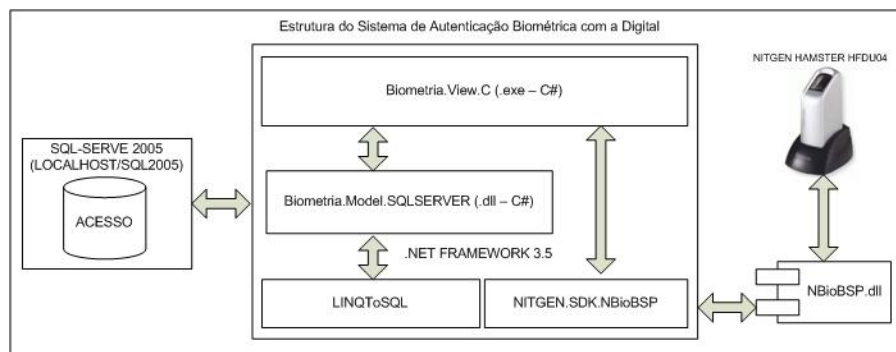 Estrutura do Sistema de Autenticação Biométrica com a Digital
NITGEN HAMSTER HFDU04
Biometria.View.C (.exe – C#)
SQL-SERVE 2005
(LOCALHOST/SQL2005)
ACESSO
Biometria.Model.SQLSERVER (.dll – C#)
.NET FRAMEWORK 3.5
LINQToSQL
NITGEN.SDK.NBioBSP
NBioBSP.dll